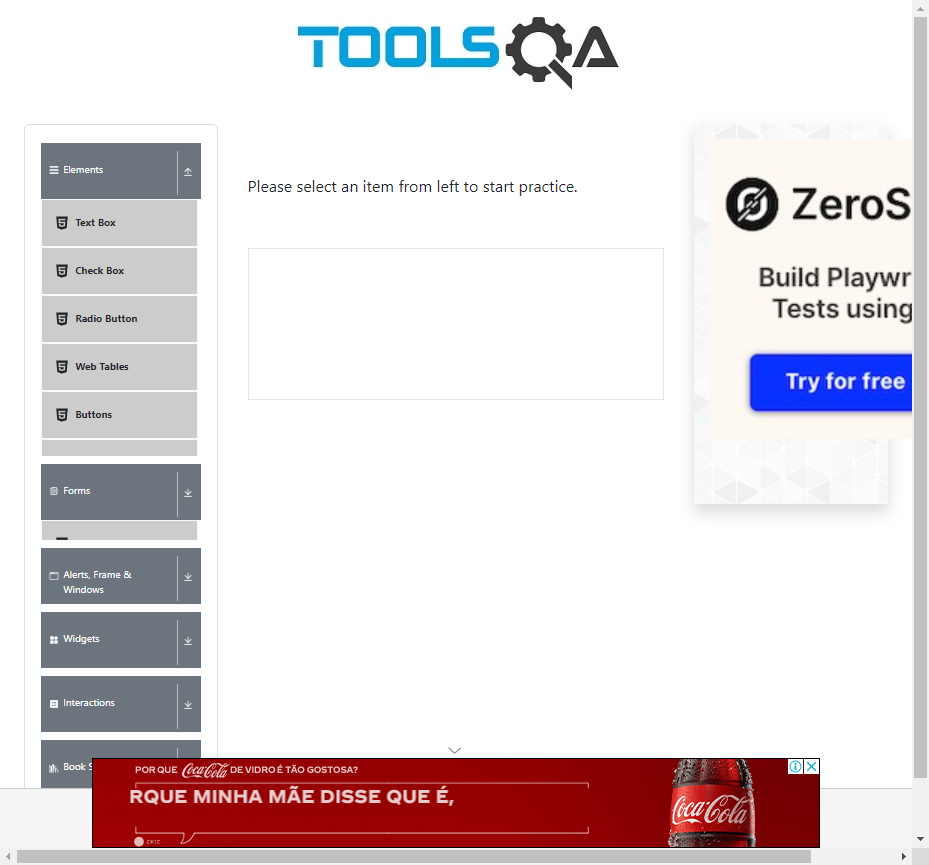 TOOLSQA
Elements
Text Box
Check Box
Radio Button
Web Tables
Buttons
Forms
Alerts, Frame &
Windows
Widgets
Interactions
Book S
Please select an item from left to start practice.
ZeroS
Build Playwr
Tests using
Try for free
POR QUE Coca-Cola DE VIDRO É TÃO GOSTOSA?
RQUE MINHA MÃE DISSE QUE É,
Coca-Cola